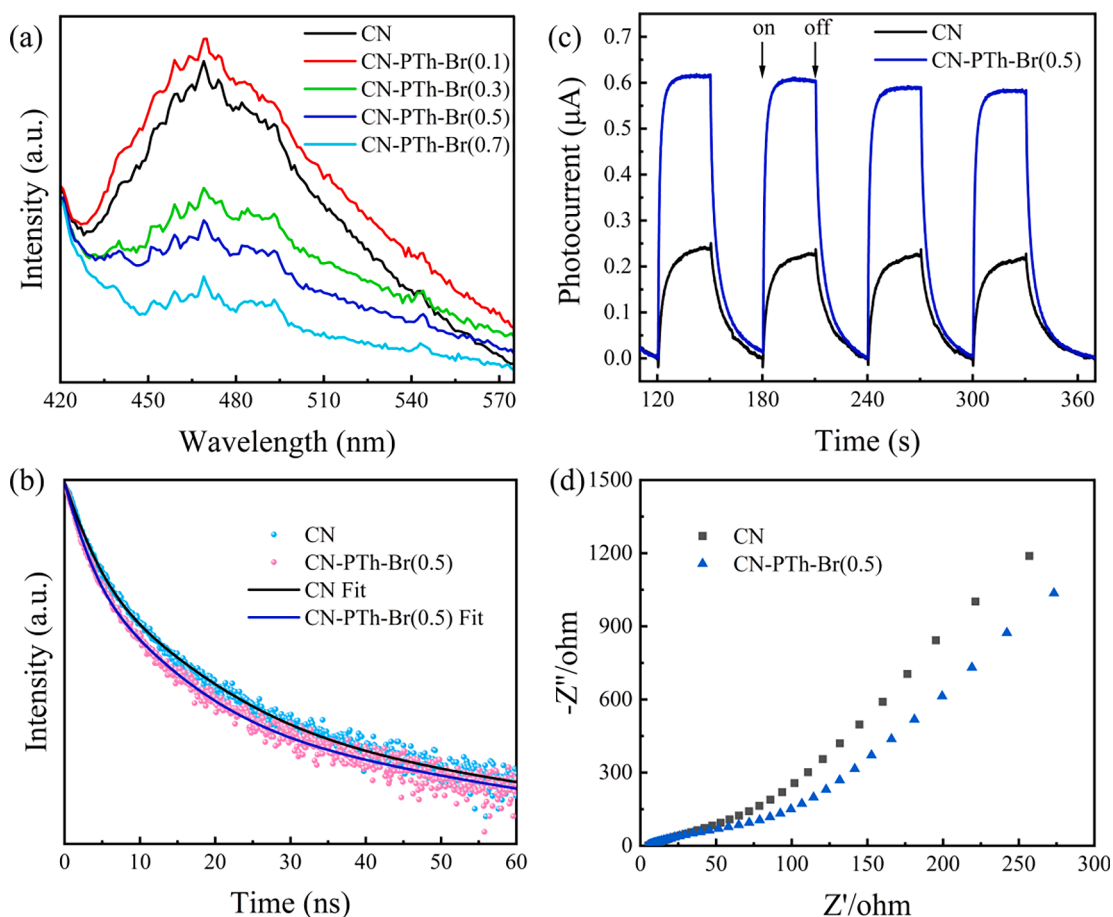 (a)
CN
CN-PTh-Br(0.1)
CN-PTh-Br(0.3)
CN-PTh-Br(0.5)
CN-PTh-Br(0.7)
Intensity (a.u.)
420 450 480 510 540 570
Wavelength (nm)
(c)
on off
CN
CN-PTh-Br(0.5)
Photocurrent (μA)
0.7
0.6
0.5
0.4
0.3
0.2
0.1
0.0
120 180 240 300 360
Time (s)
(b)
CN
CN-PTh-Br(0.5)
CN Fit
CN-PTh-Br(0.5) Fit
Intensity (a.u.)
0 10 20 30 40 50 60
Time (ns)
(d)
CN
CN-PTh-Br(0.5)
-Z''/ohm
1500
1200
900
600
300
0
0 50 100 150 200 250 300
Z'/ohm